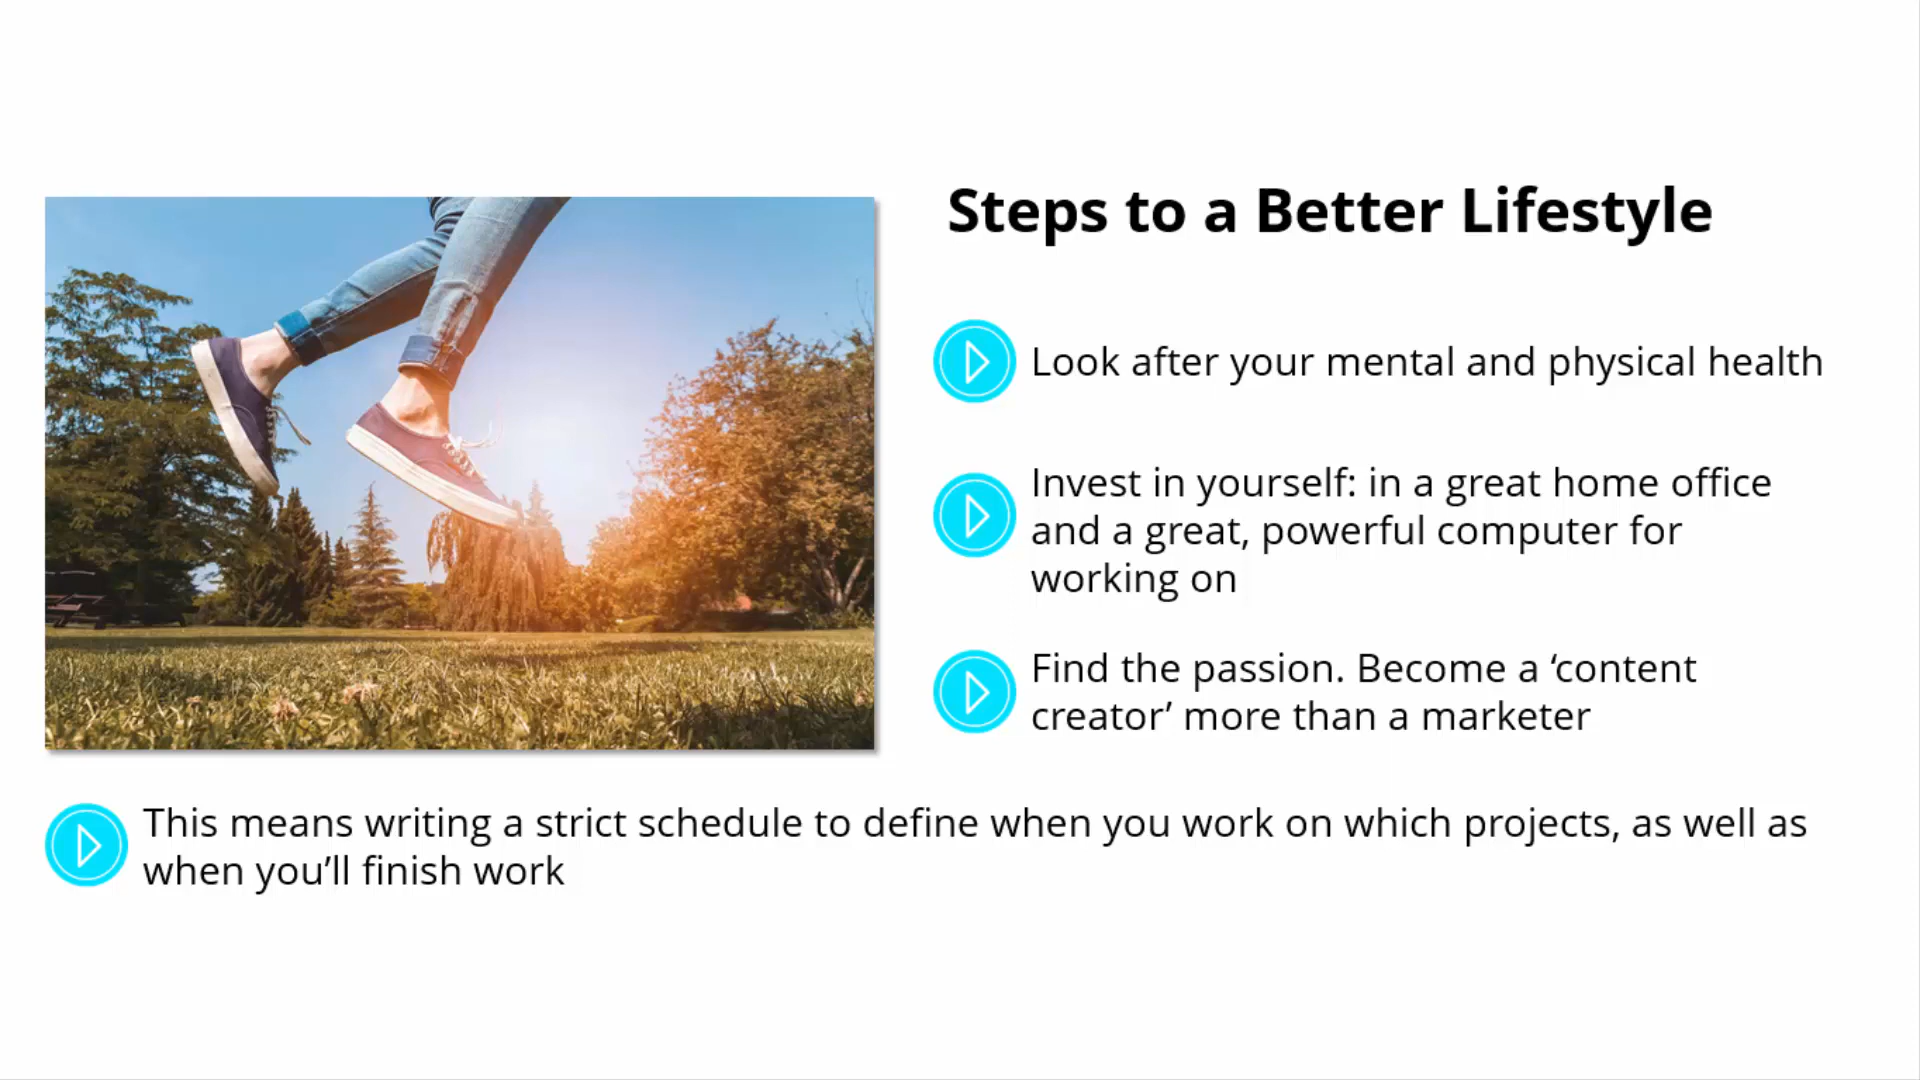 Steps to a Better Lifestyle
Look after your mental and physical health
Invest in yourself: in a great home office
and a great, powerful computer for
working on
Find the passion. Become a ‘content
creator’ more than a marketer
This means writing a strict schedule to define when you work on which projects, as well as
when you’ll finish work